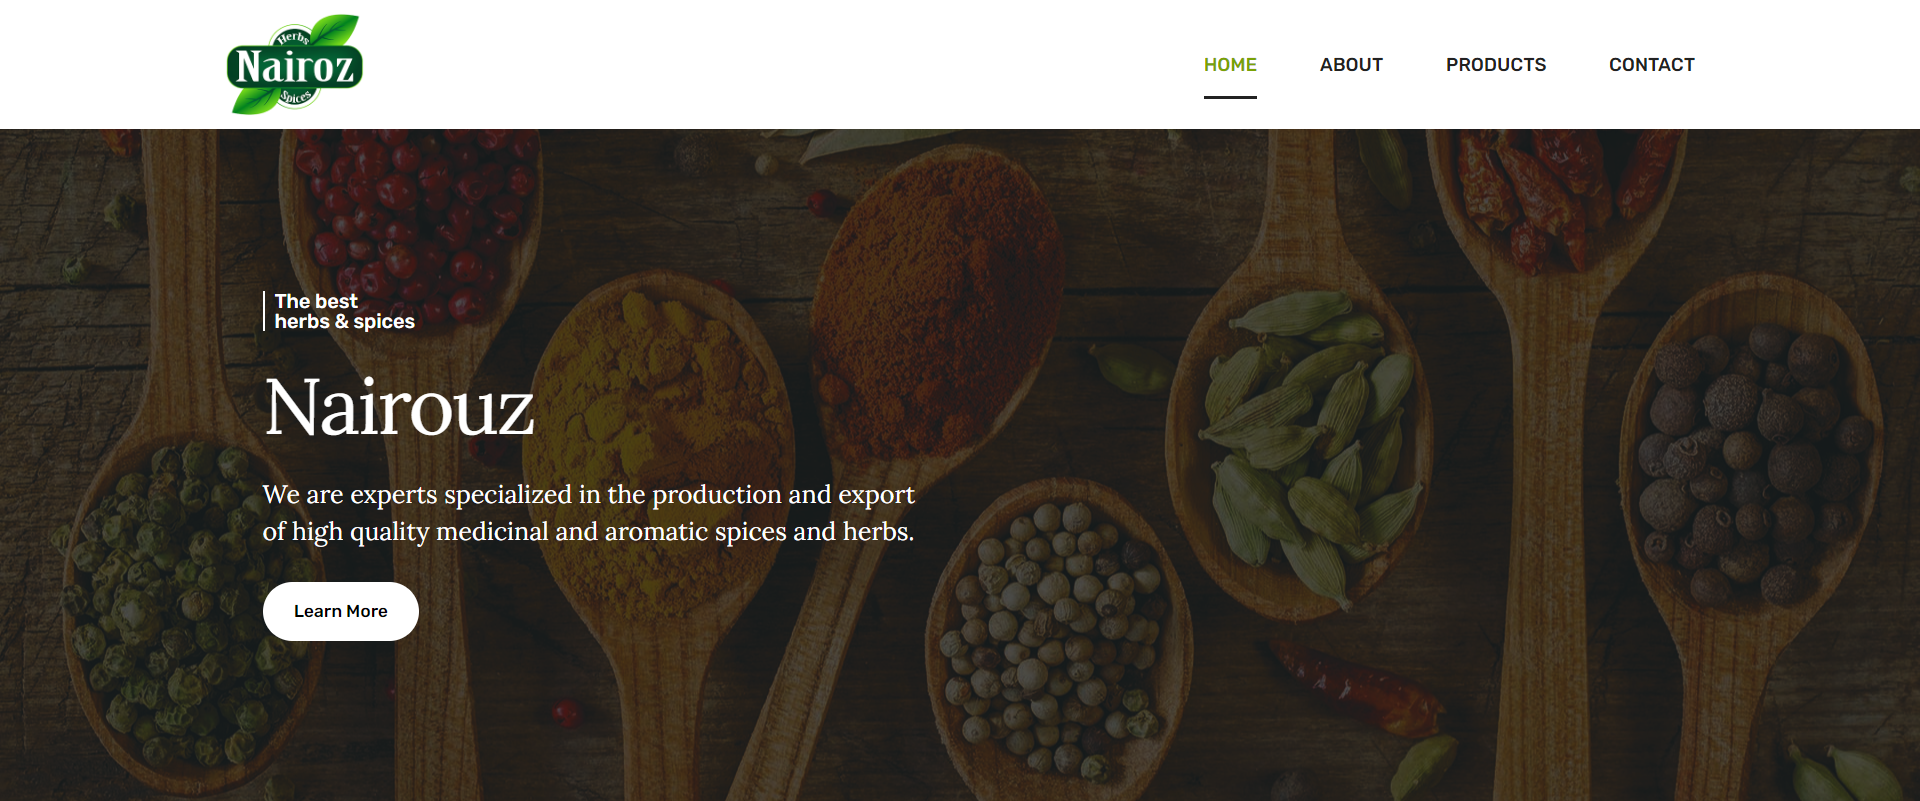 Herbs
Nairoz
Spices
HOME
ABOUT
PRODUCTS
CONTACT
The best
herbs & spices
Nairouz
We are experts specialized in the production and export
of high quality medicinal and aromatic spices and herbs.
Learn More